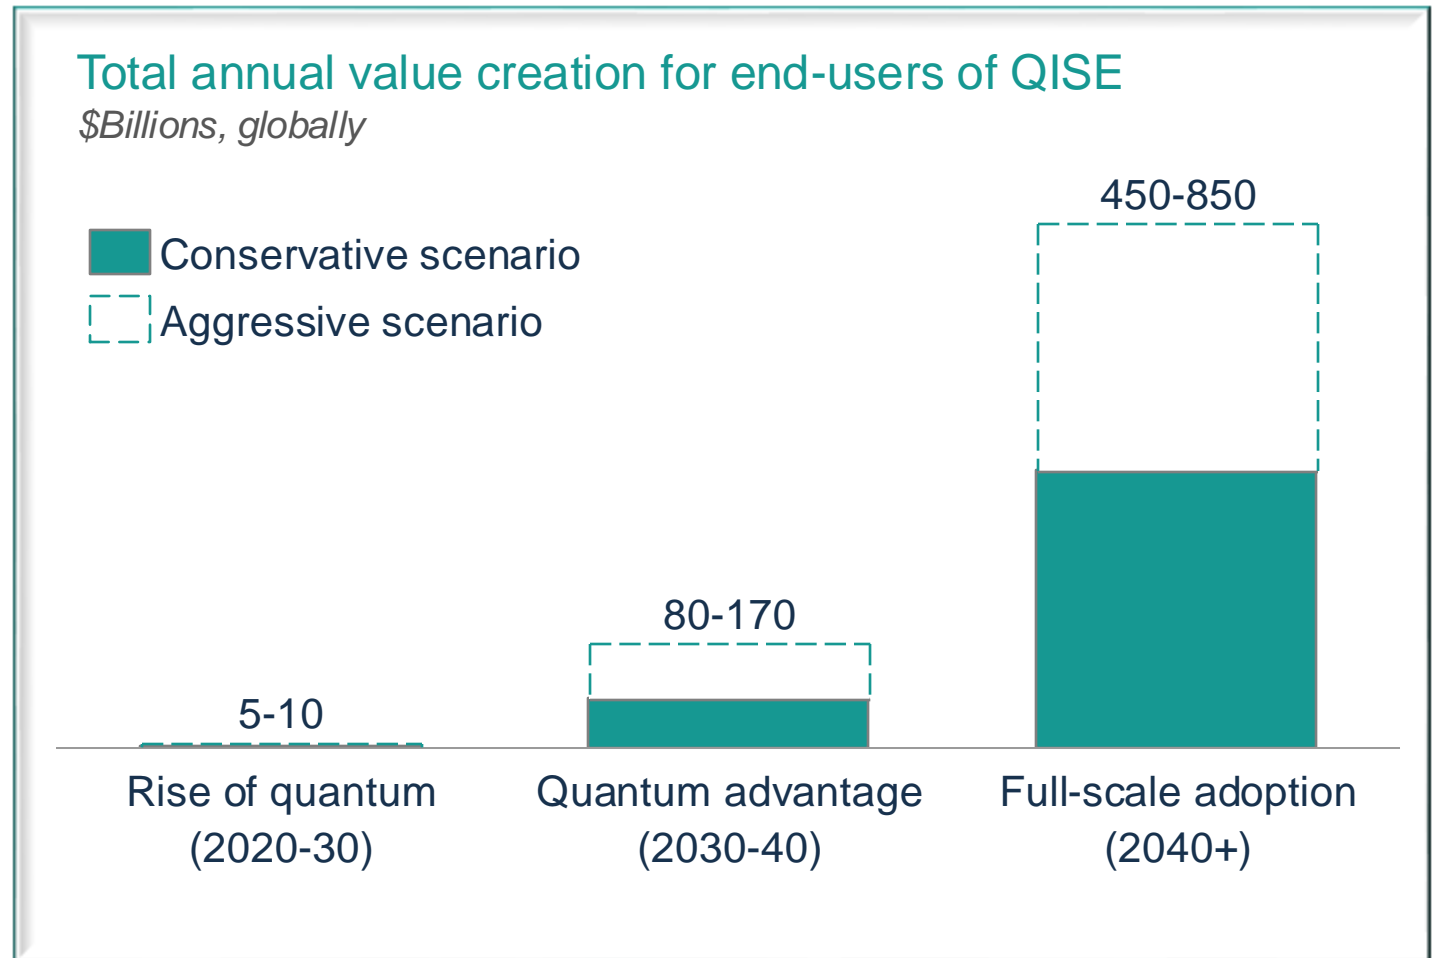 Total annual value creation for end-users of QISE
$Billions, globally
Conservative scenario
Aggressive scenario
450-850
80-170
5-10
Rise of quantum
(2020-30)
Quantum advantage
(2030-40)
Full-scale adoption
(2040+)